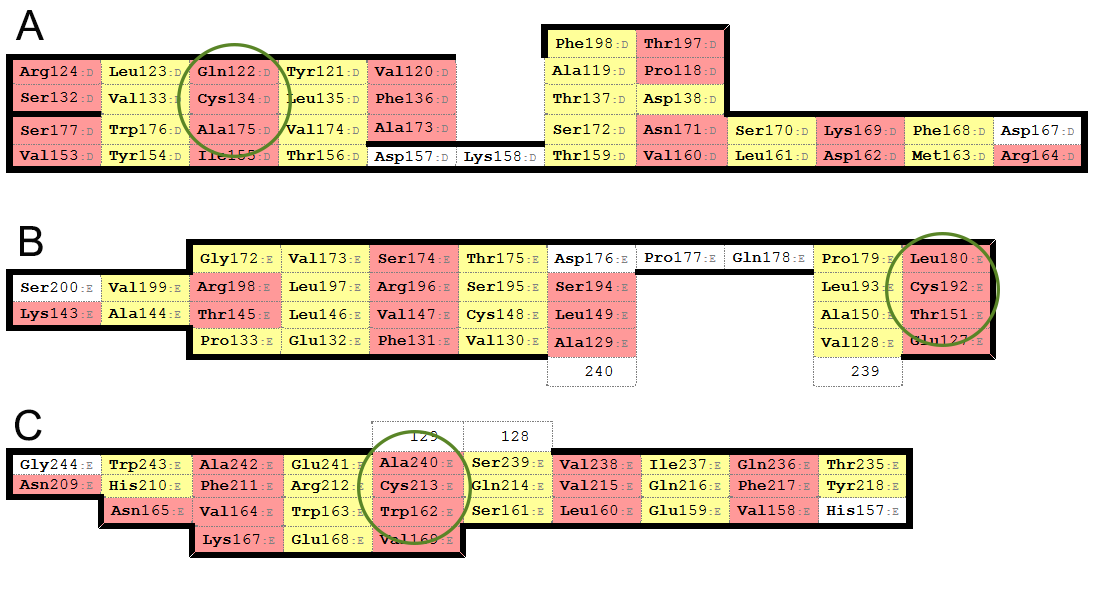 A
Phe198:D Thr197:D
Arg124:D Leu123:D Gln122:D Tyr121:D Val120:D Ala119:D Pro118:D
Ser132:D Val133:D Cys134:D Leu135:D Phe136:D Thr137:D Asp138:D
Ser177:D Trp176:D Ala175:D Val174:D Ala173:D Ser172:D Asn171:D Ser170:D Lys169:D Phe168:D Asp167:D
Val153:D Tyr154:D Ile155:D Thr156:D Asp157:D Lys158:D Thr159:D Val160:D Leu161:D Asp162:D Met163:D Arg164:D
B
Gly172:E Val173:E Ser174:E Thr175:E Asp176:E Pro177:E Gln178:E Pro179:E Leu180:E
Ser200:E Val199:E Arg198:E Leu197:E Arg196:E Ser195:E Ser194:E Leu193:E Cys192:E
Lys143:E Ala144:E Thr145:E Leu146:E Val147:E Cys148:E Leu149:E Ala150:E Thr151:E
Pro133:E Glu132:E Phe131:E Val130:E Ala129:E Val128:E Glu127:E
240 239
C
129 128
Gly244:E Trp243:E Ala242:E Glu241:E Ala240:E Ser239:E Val238:E Ile237:E Gln236:E Thr235:E
Asn209:E His210:E Phe211:E Arg212:E Cys213:E Gln214:E Val215:E Gln216:E Phe217:E Tyr218:E
Asn165:E Val164:E Trp163:E Trp162:E Ser161:E Leu160:E Glu159:E Val158:E His157:E
Lys167:E Glu168:E Val169:E